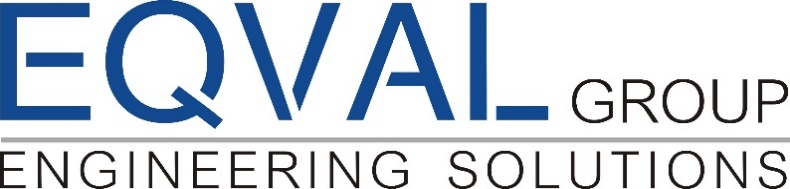 EQVAL GROUP
ENGINEERING SOLUTIONS